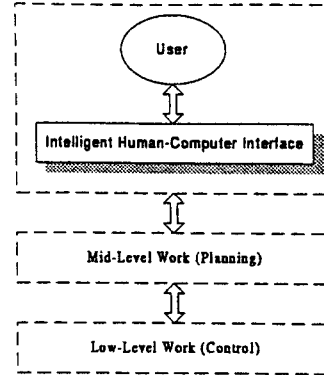 User
Intelligent Human-Computer Interface
Mid-Level Work (Planning)
Low-Level Work (Control)